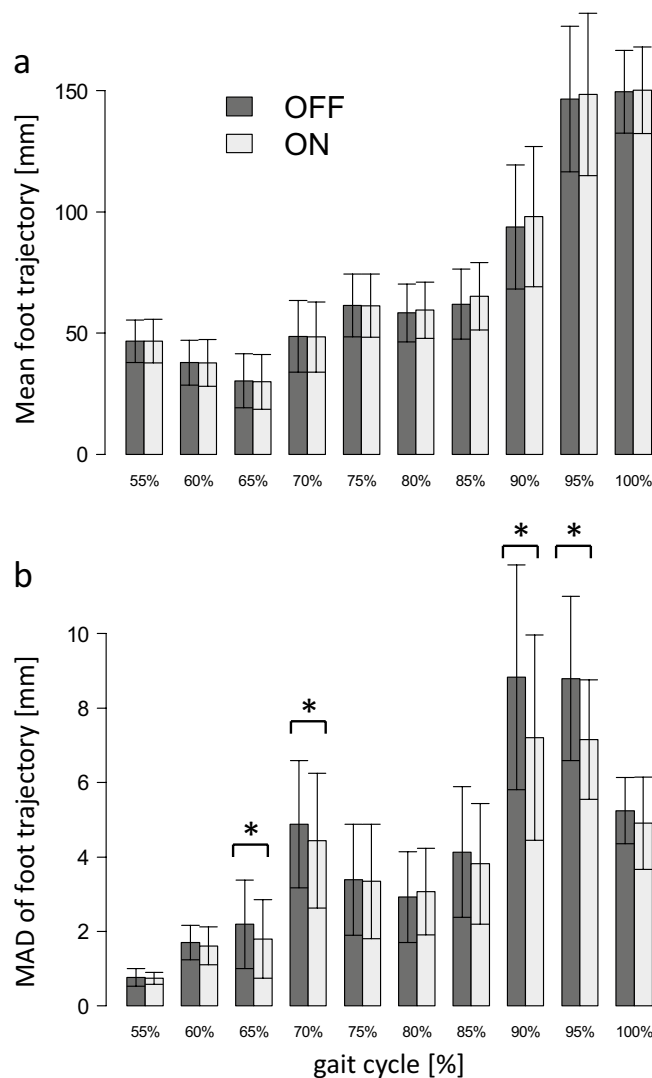 a
OFF
ON
Mean foot trajectory [mm]
150
100
50
0
55% 60% 65% 70% 75% 80% 85% 90% 95% 100%
b
* *
*
*
MAD of foot trajectory [mm]
10
8
6
4
2
0
55% 60% 65% 70% 75% 80% 85% 90% 95% 100%
gait cycle [%]